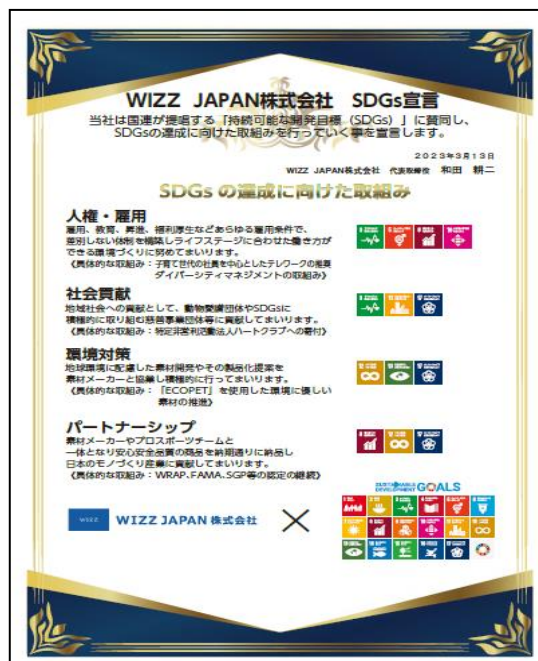 WIZZ JAPAN株式会社 SDGs宣言
当社は国連が提唱する「持続可能な開発目標（SDGs）」に賛同し、
SDGsの達成に向けた取組みを行っていく事を宣言します。
2023年3月13日
WIZZ JAPAN株式会社 代表取締役 和田 耕二
SDGs の達成に向けた取組み
人権・雇用
雇用、教育、昇進、福利厚生などあらゆる雇用条件で、
差別しない体制を構築しライフステージに合わせた働き方が
できる環境づくりに努めてまいります。
《具体的な取組み：子育て世代の社員を中心としたテレワークの推奨
ダイバーシティマネジメントの取組み》
社会貢献
地域社会への貢献として、動物愛護団体やSDGsに
積極的に取り組む慈善事業団体等に貢献してまいります。
《具体的な取組み：特定非営利活動法人ハートクラブへの寄付》
環境対策
地球環境に配慮した素材開発やその製品化提案を
素材メーカーと協業し積極的に行ってまいります。
《具体的な取組み：「ECOPET」を使用した環境に優しい
素材の推進》
パートナーシップ
素材メーカーやプロスポーツチームと
一体となり安心安全品質の商品を納期通りに納品し
日本のモノづくり産業に貢献してまいります。
《具体的な取組み：WRAP.FAMA.SGP等の認定の継続》
SUSTAINABLE
DEVELOPMENT GOALS
WIZZ WIZZ JAPAN 株式会社